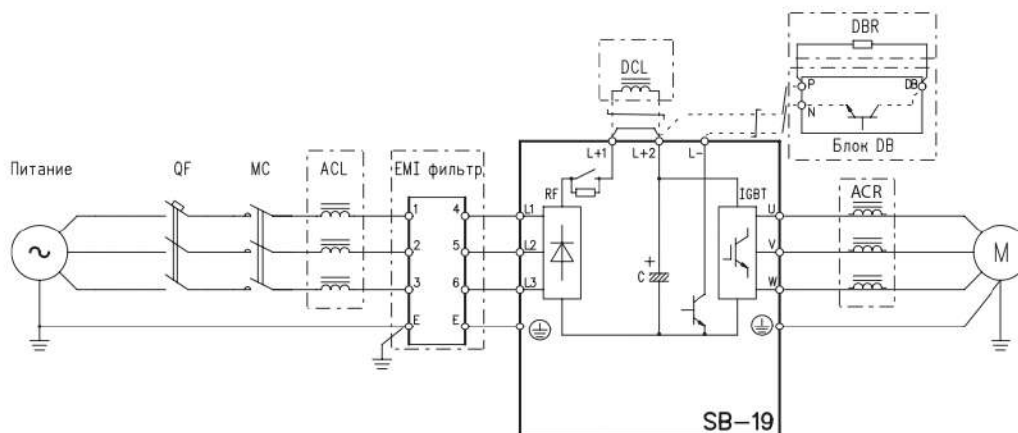 DBR
DCL
P
DB
N
Блок DB
Питание
QF
MC
ACL
EMI фильтр
L+1
L+2
L-
RF
IGBT
ACR
1
4
L1
U
2
5
L2
V
M
3
6
L3
+
C
W
E
E
SB-19